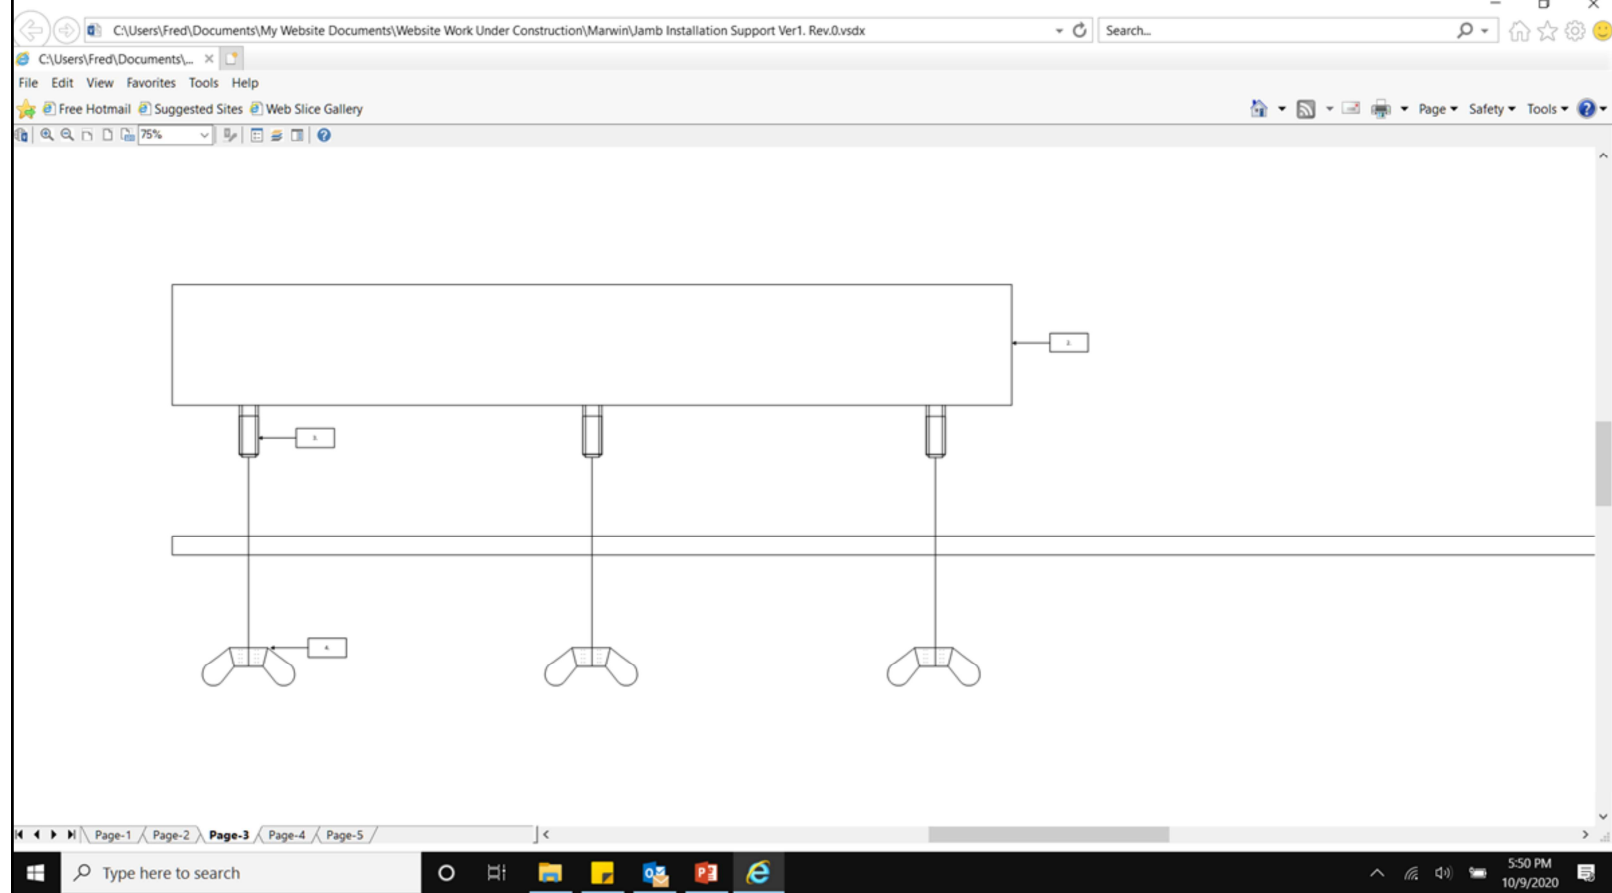 C:\Users\Fred\Documents\My Website Documents\Website Work Under Construction\Marwin\Jamb Installation Support Ver1. Rev.0.vsdx
Search...
C:\Users\Fred\Documents\...
File Edit View Favorites Tools Help
Free Hotmail Suggested Sites Web Slice Gallery
Page Safety Tools
75%
2.
3.
4.
Page-1 Page-2 Page-3 Page-4 Page-5
Type here to search
5:50 PM
10/9/2020